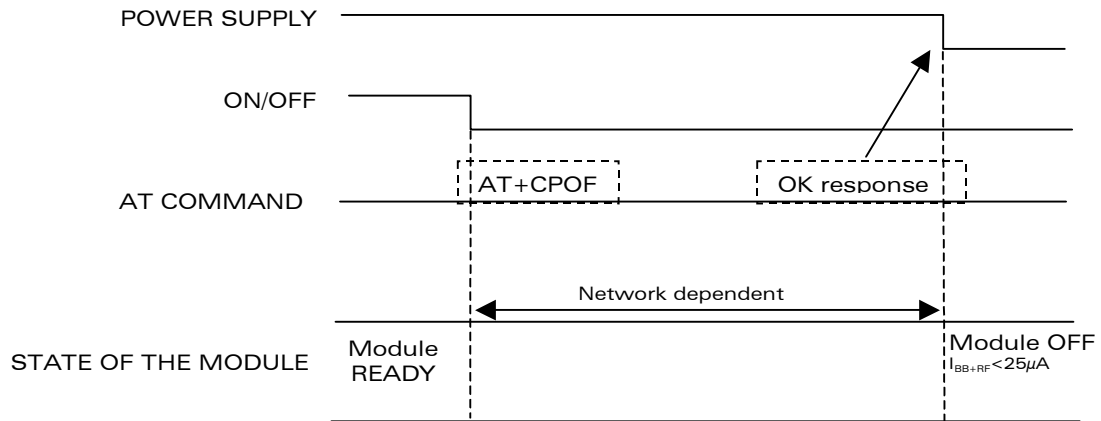 POWER SUPPLY
ON/OFF
AT+CPOF
OK response
AT COMMAND
Network dependent
STATE OF THE MODULE
Module
READY
Module OFF
I_BB+RF<25µA